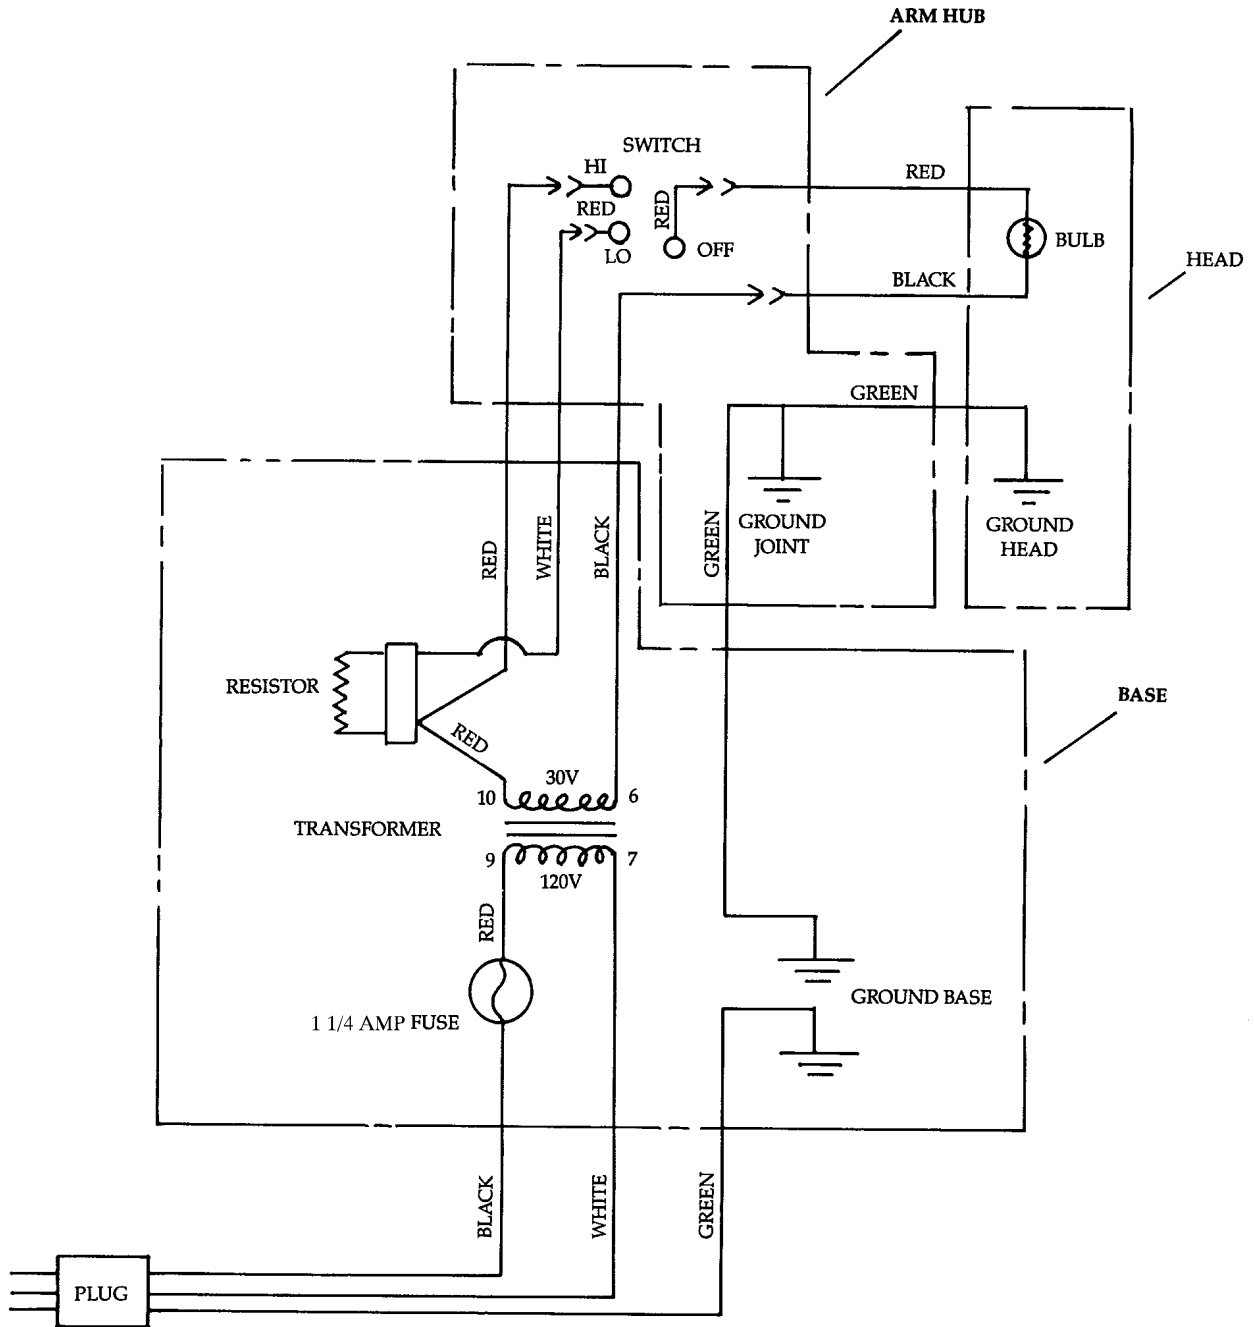 ARM HUB
SWITCH
HI
RED
RED
RED
LO
OFF
BULB
HEAD
BLACK
GREEN
GROUND
JOINT
GROUND
HEAD
RED
WHITE
BLACK
GREEN
RESISTOR
RED
BASE
30V
10
6
TRANSFORMER
9
7
120V
RED
GROUND BASE
1 1/4 AMP FUSE
BLACK
WHITE
GREEN
PLUG